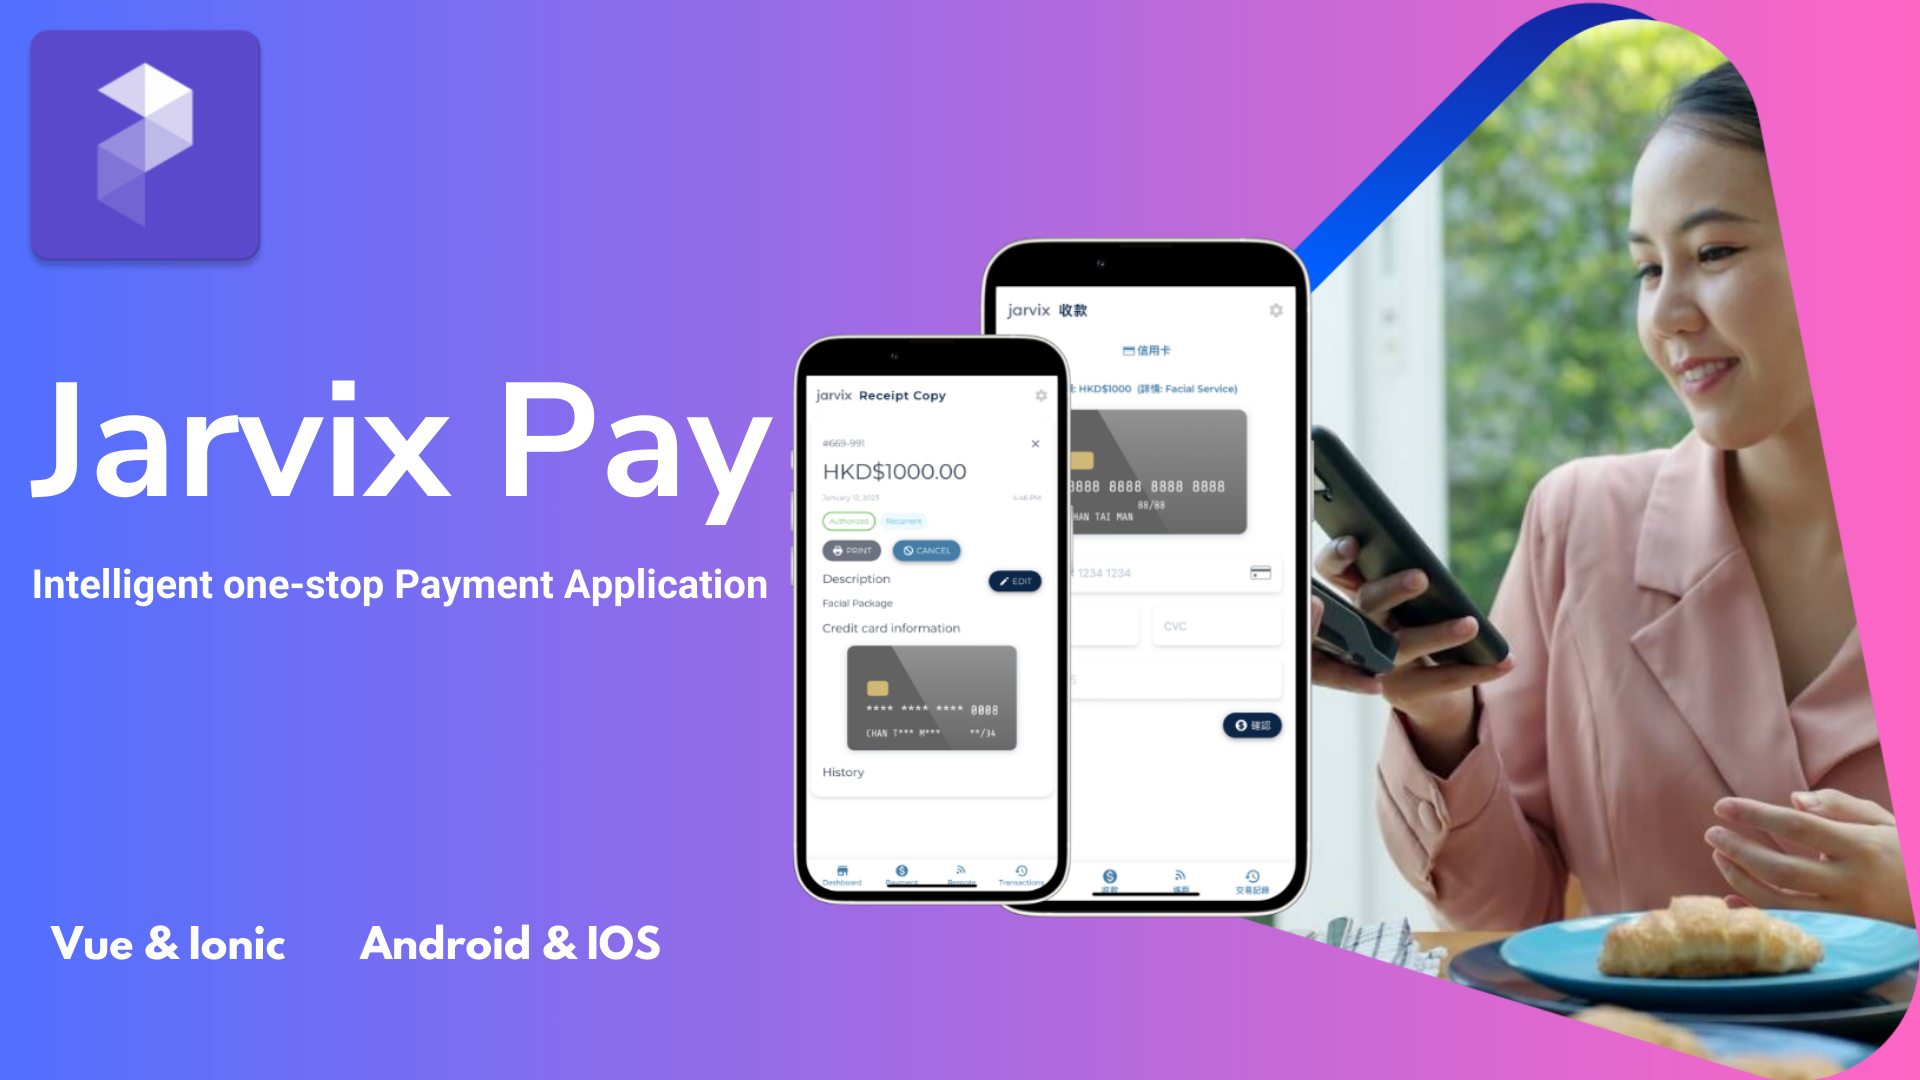 Jarvix Pay
Intelligent one-stop Payment Application
Vue & Ionic
Android & IOS
jarvix Receipt Copy
#669-991
HKD$1000.00
January 12, 2023
4:46 PM
Authorized
Recurrent
PRINT
CANCEL
Description
EDIT
Facial Package
Credit card information
**** **** **** 0008
CHAN T*** M*** **/34
History
Dashboard
Payment
Remote
Transactions
jarvix 收款
信用卡
: HKD$1000 (詳情: Facial Service)
8888 8888 8888 8888
88/88
HAN TAI MAN
1234 1234
CVC
確認
收款
交易記錄